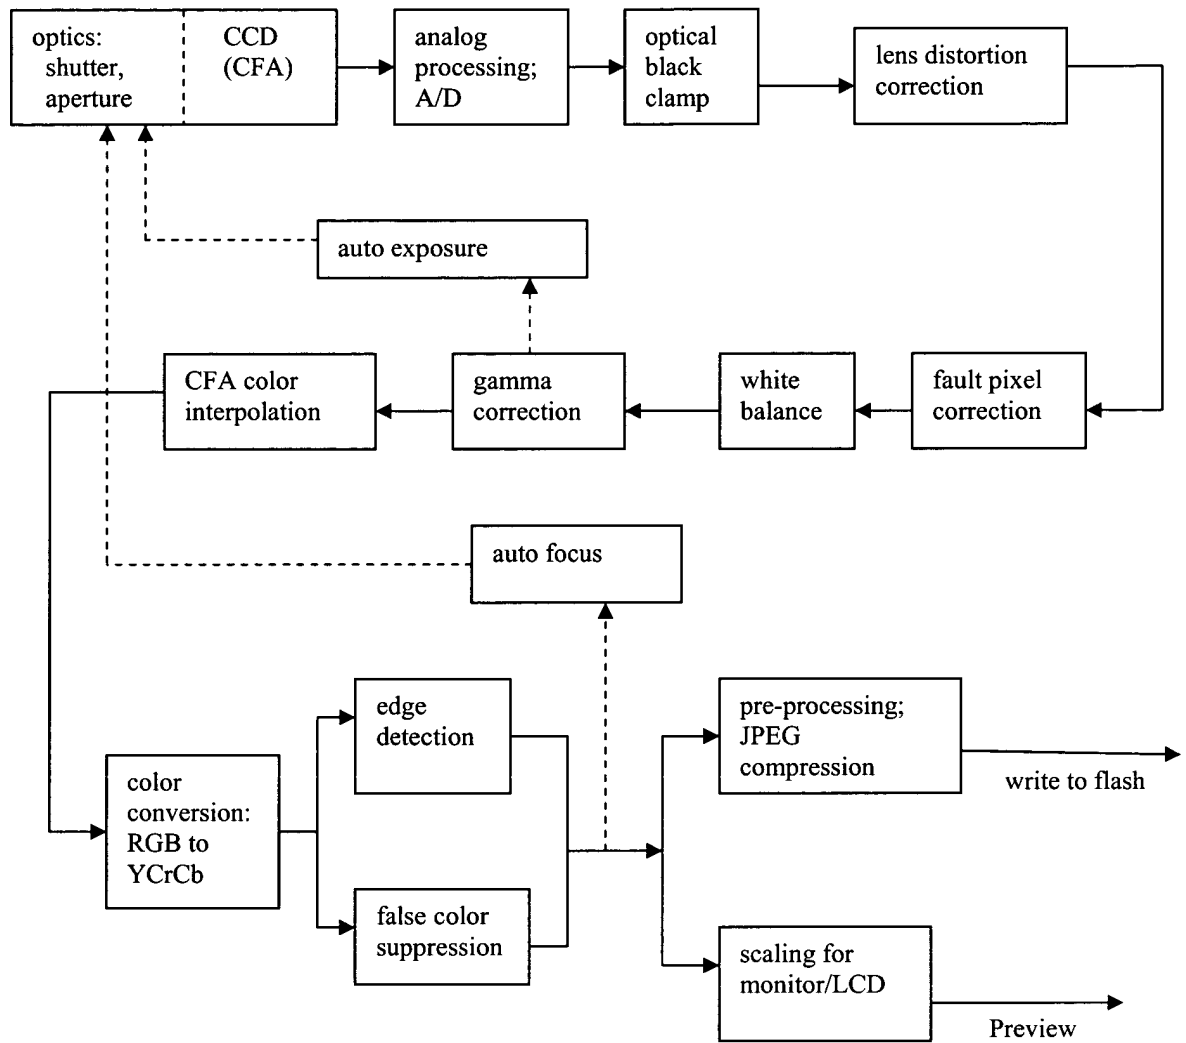 optics:
shutter,
aperture
CCD
(CFA)
analog
processing;
A/D
optical
black
clamp
lens distortion
correction
auto exposure
CFA color
interpolation
gamma
correction
white
balance
fault pixel
correction
auto focus
edge
detection
pre-processing;
JPEG
compression
write to flash
color
conversion:
RGB to
YCrCb
false color
suppression
scaling for
monitor/LCD
Preview